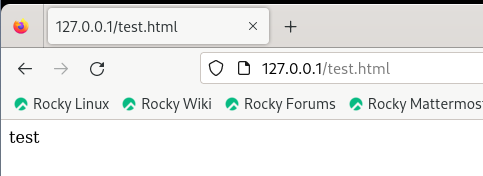 127.0.0.1/test.html
127.0.0.1/test.html
Rocky Linux Rocky Wiki Rocky Forums Rocky Mattermos
test